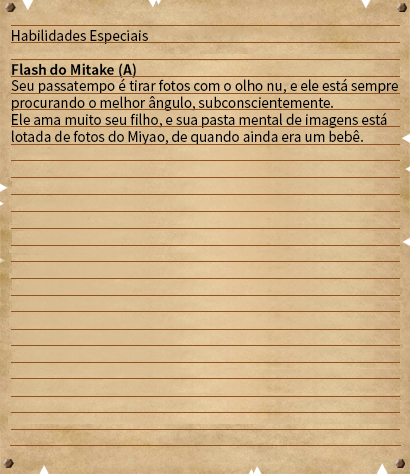 Habilidades Especiais
Flash do Mitake (A)
Seu passatempo é tirar fotos com o olho nu, e ele está sempre
procurando o melhor ângulo, subconscientemente.
Ele ama muito seu filho, e sua pasta mental de imagens está
lotada de fotos do Miyao, de quando ainda era um bebê.